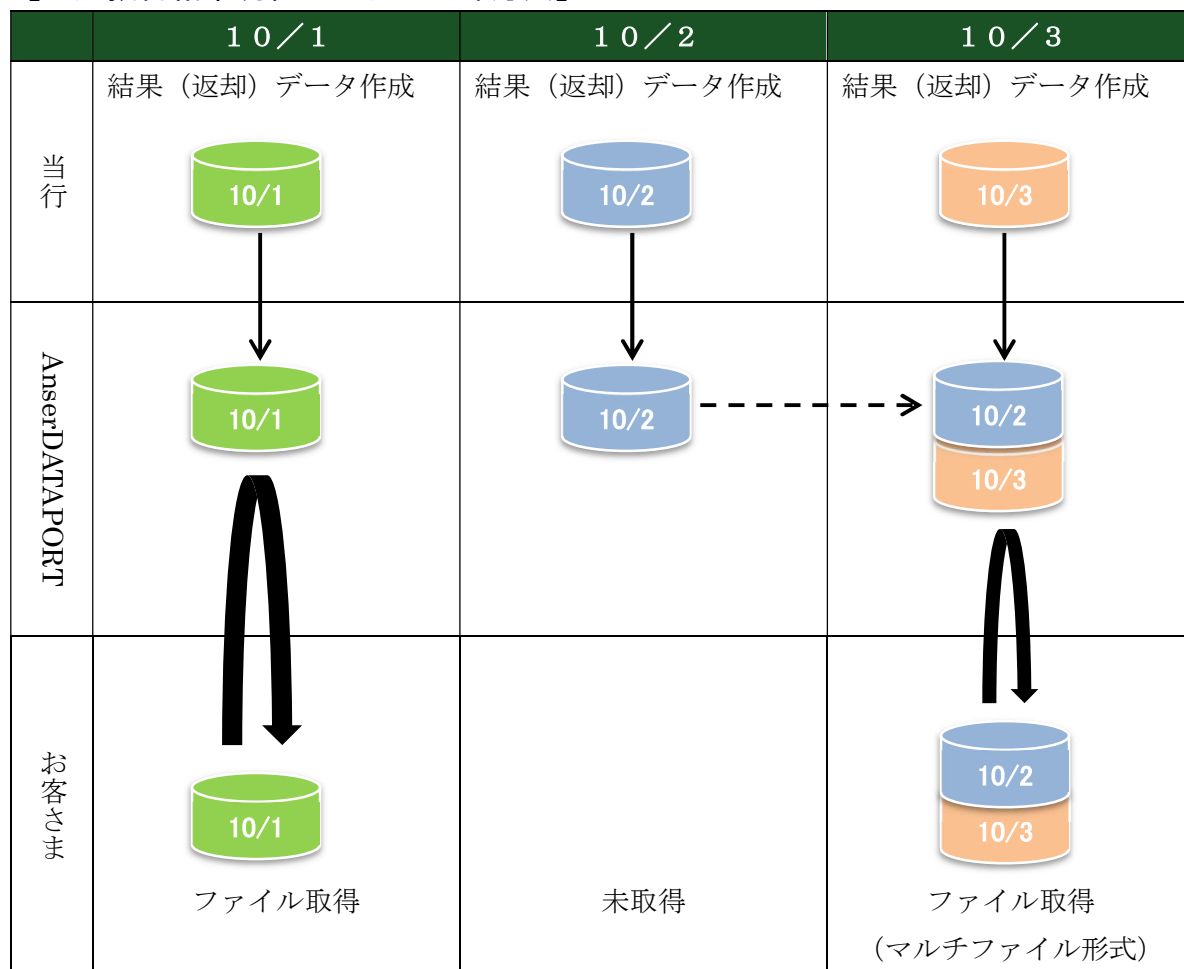 10／1
10／2
10／3
当行
結果（返却）データ作成
結果（返却）データ作成
結果（返却）データ作成
10/1
10/2
10/3
AnserDATAPORT
10/1
10/2
10/2
10/3
お客さま
10/1
10/2
10/3
ファイル取得
未取得
ファイル取得
（マルチファイル形式）